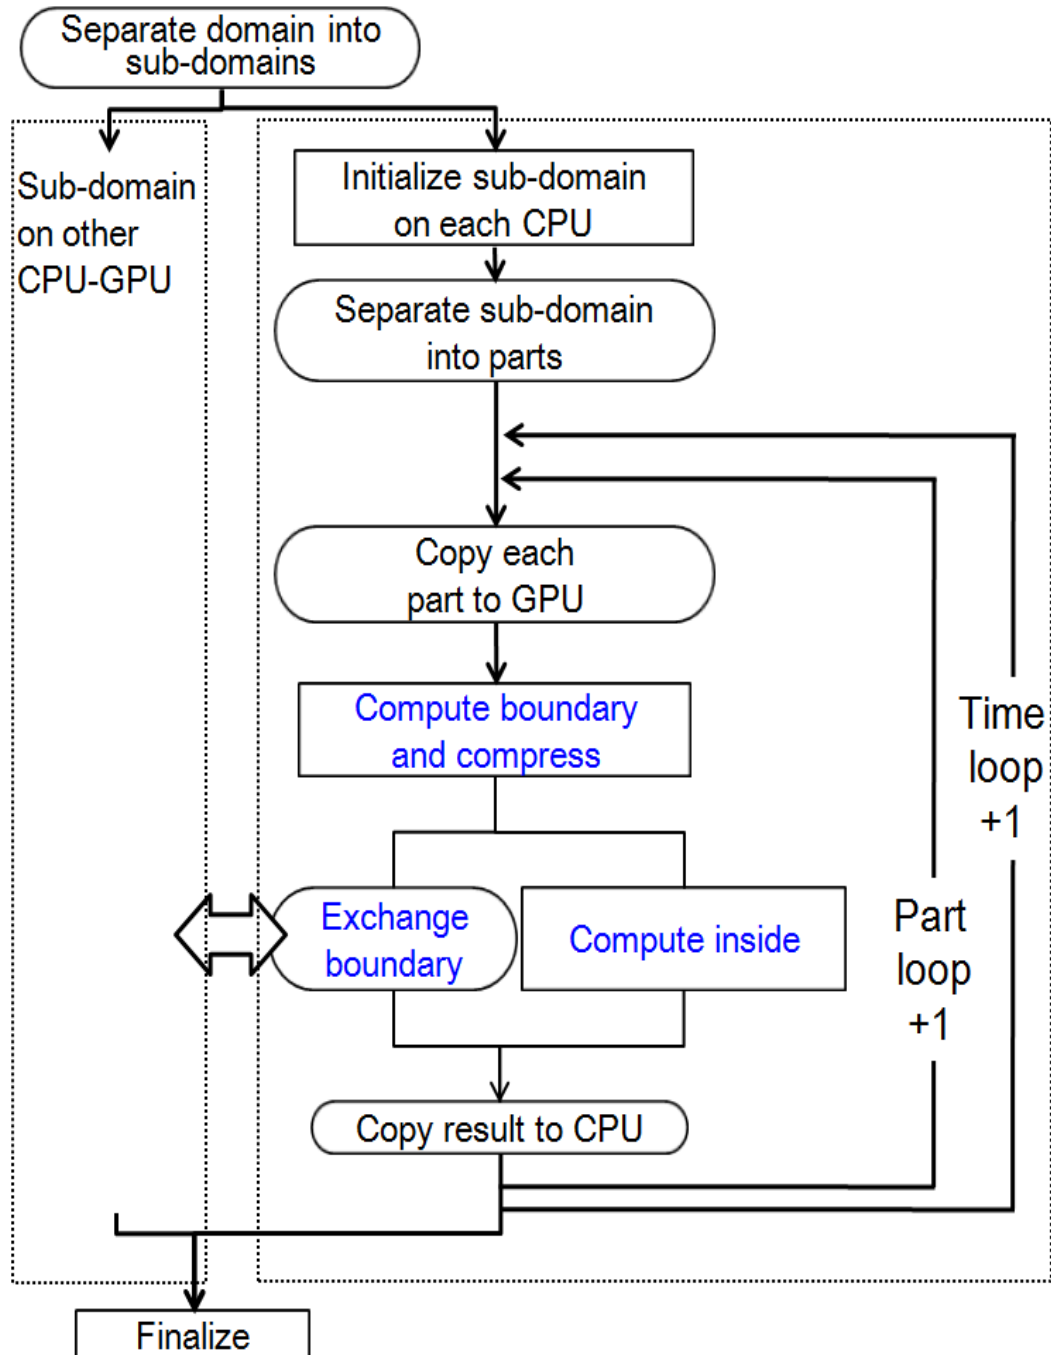 Separate domain into
sub-domains
Sub-domain
on other
CPU-GPU
Initialize sub-domain
on each CPU
Separate sub-domain
into parts
Copy each
part to GPU
Compute boundary
and compress
Time
loop
+1
Exchange
boundary
Compute inside
Part
loop
+1
Copy result to CPU
Finalize